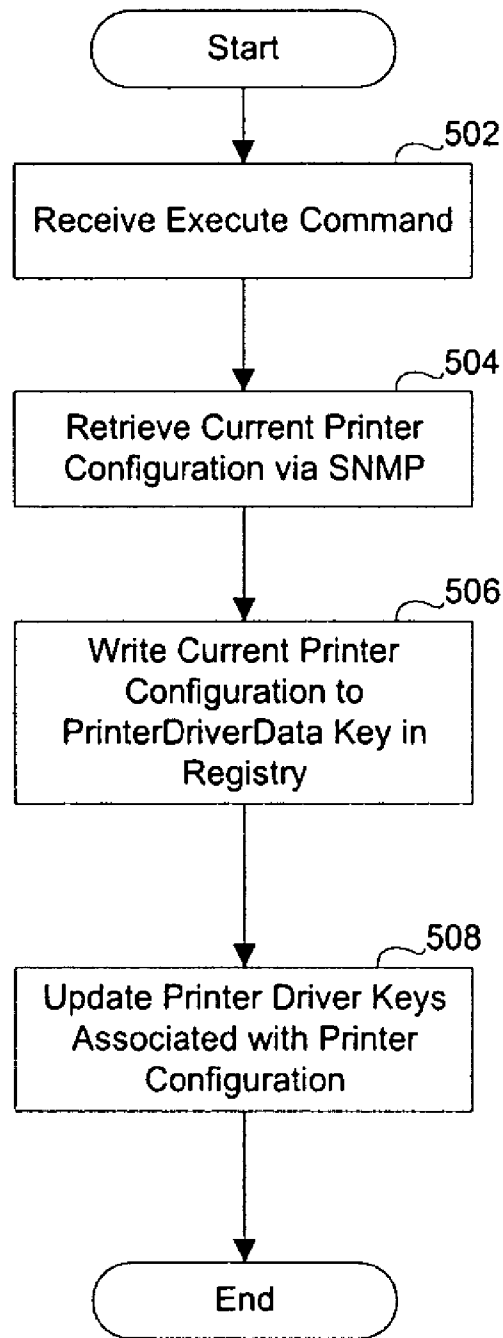 Start
502
Receive Execute Command
504
Retrieve Current Printer
Configuration via SNMP
506
Write Current Printer
Configuration to
PrinterDriverData Key in
Registry
508
Update Printer Driver Keys
Associated with Printer
Configuration
End